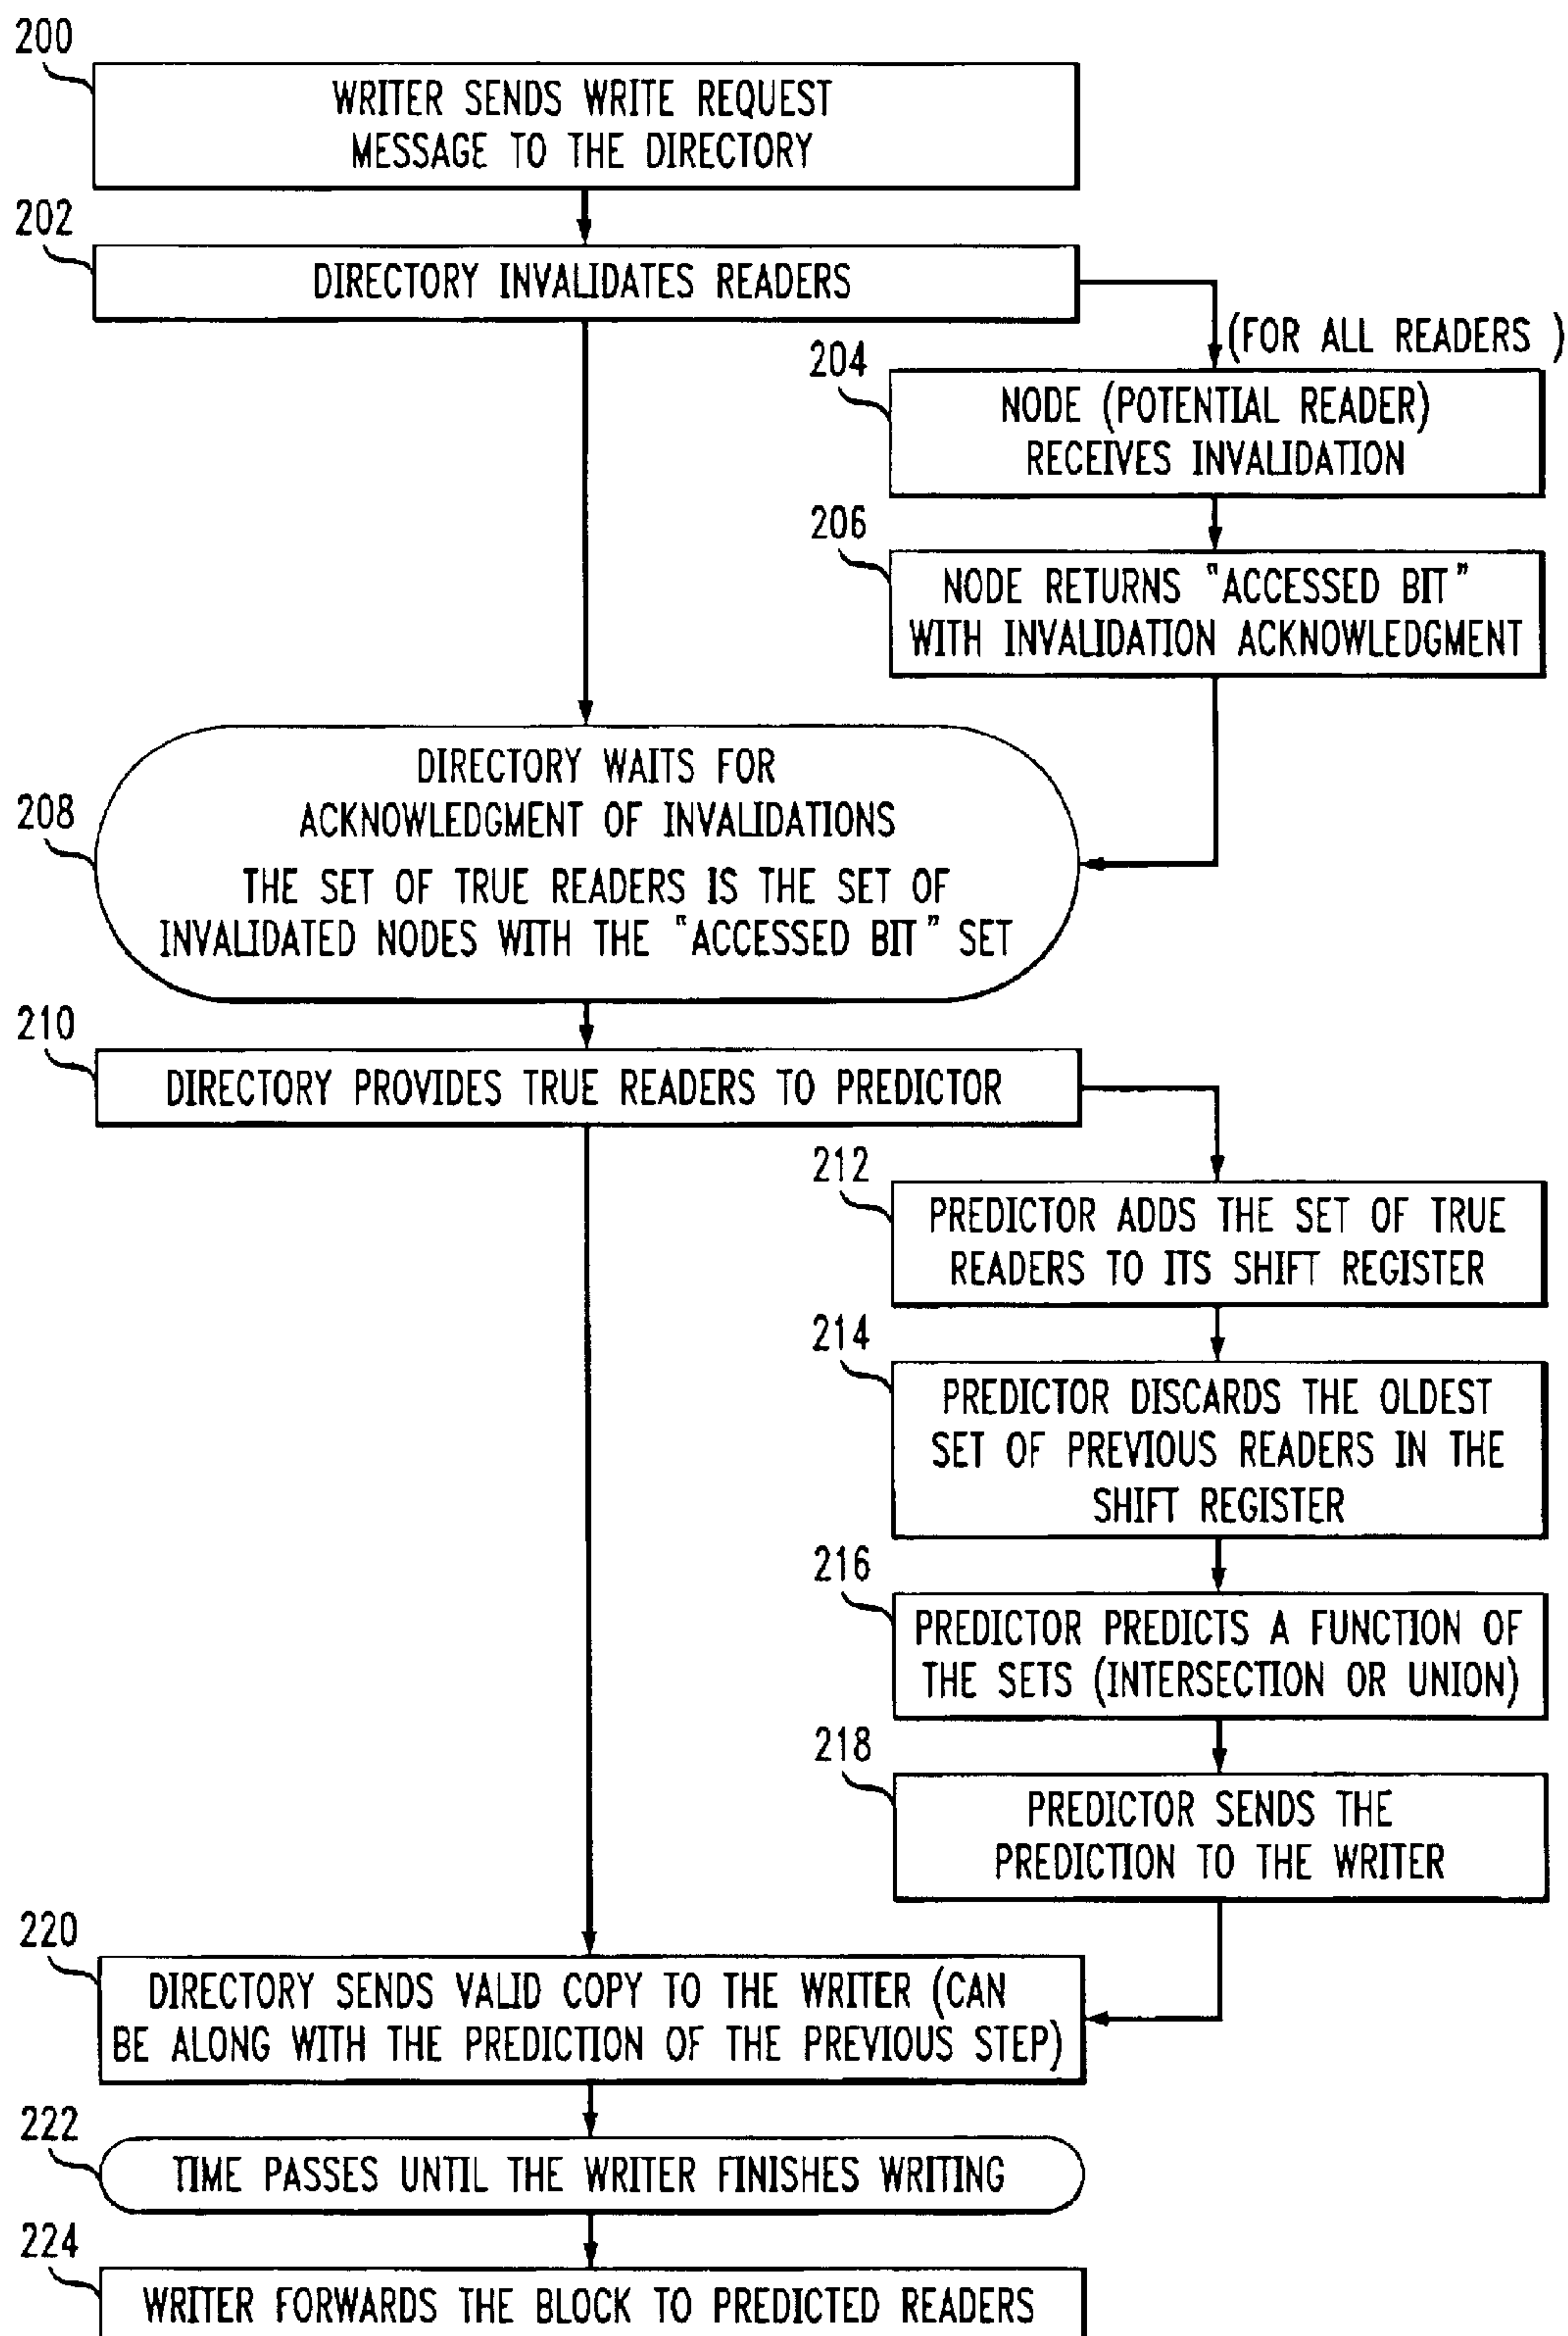 200
WRITER SENDS WRITE REQUEST
MESSAGE TO THE DIRECTORY
202
DIRECTORY INVALIDATES READERS
(FOR ALL READERS )
204
NODE (POTENTIAL READER)
RECEIVES INVALIDATION
206
NODE RETURNS "ACCESSED BIT"
WITH INVALIDATION ACKNOWLEDGMENT
208
DIRECTORY WAITS FOR
ACKNOWLEDGMENT OF INVALIDATIONS
THE SET OF TRUE READERS IS THE SET OF
INVALIDATED NODES WITH THE "ACCESSED BIT" SET
210
DIRECTORY PROVIDES TRUE READERS TO PREDICTOR
212
PREDICTOR ADDS THE SET OF TRUE
READERS TO ITS SHIFT REGISTER
214
PREDICTOR DISCARDS THE OLDEST
SET OF PREVIOUS READERS IN THE
SHIFT REGISTER
216
PREDICTOR PREDICTS A FUNCTION OF
THE SETS (INTERSECTION OR UNION)
218
PREDICTOR SENDS THE
PREDICTION TO THE WRITER
220
DIRECTORY SENDS VALID COPY TO THE WRITER (CAN
BE ALONG WITH THE PREDICTION OF THE PREVIOUS STEP)
222
TIME PASSES UNTIL THE WRITER FINISHES WRITING
224
WRITER FORWARDS THE BLOCK TO PREDICTED READERS